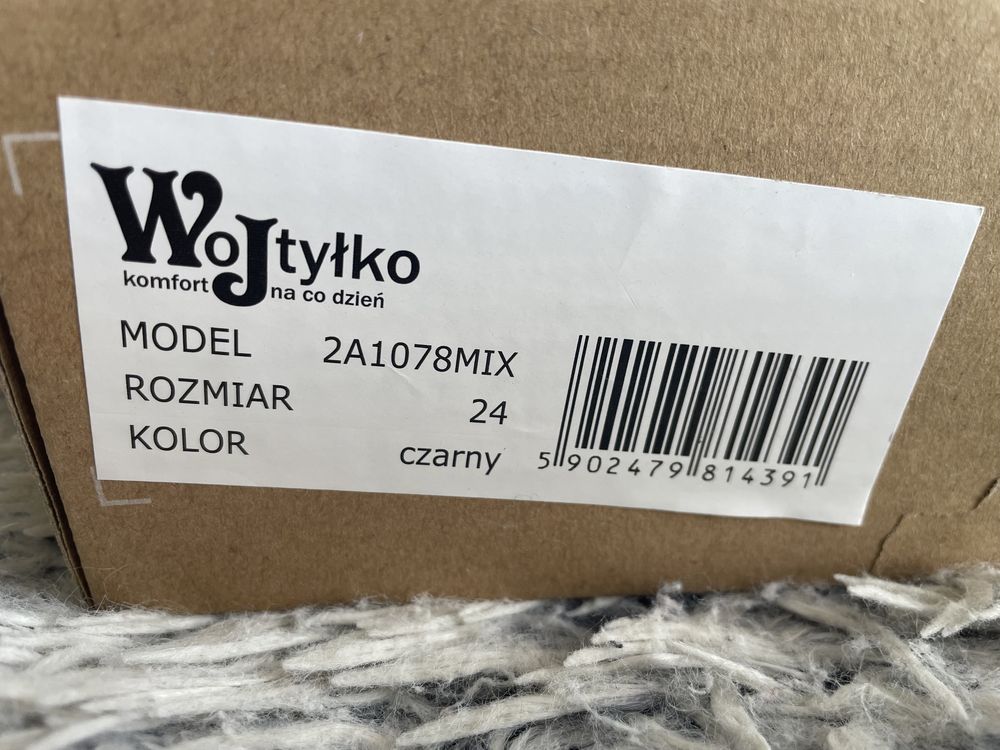 Wojtyłko
komfort na co dzień
MODEL 2A1078MIX
ROZMIAR 24
KOLOR czarny
5 902479 814391